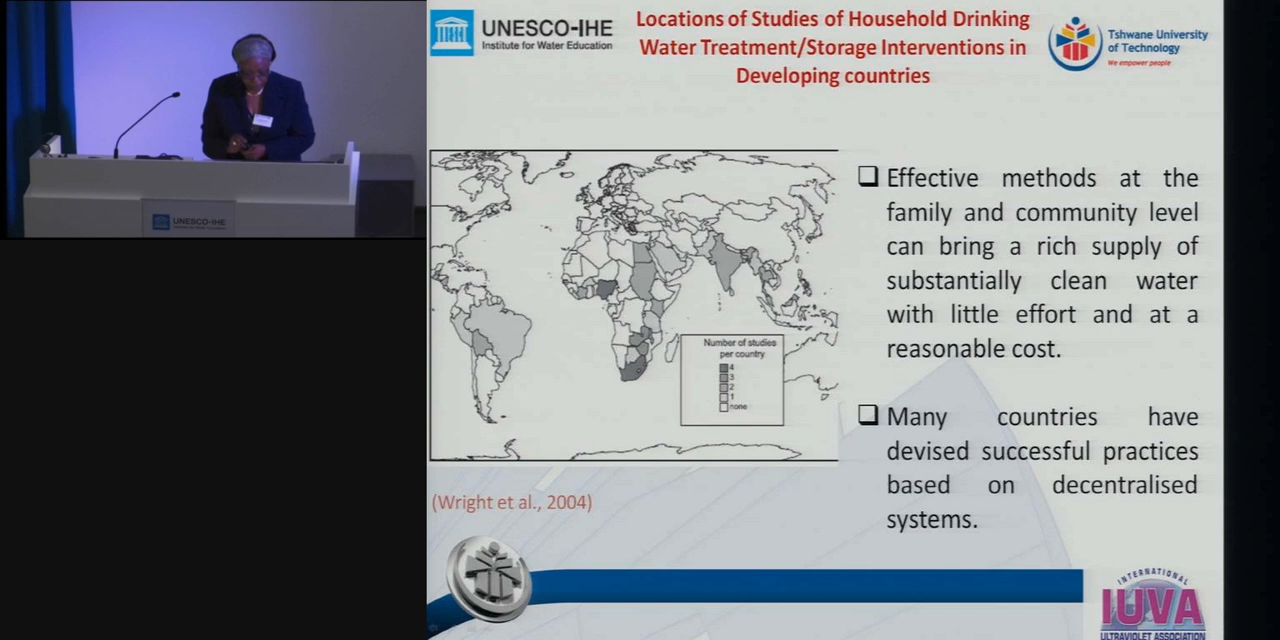 UNESCO-IHE
Institute for Water Education
Locations of Studies of Household Drinking
Water Treatment/Storage Interventions in
Developing countries
Tshwane University
of Technology
We empower people
UNESCO-IHE
Number of studies
per country
4
3
2
1
none
❑ Effective methods at the
family and community level
can bring a rich supply of
substantially clean water
with little effort and at a
reasonable cost.
❑ Many countries have
devised successful practices
based on decentralised
systems.
(Wright et al., 2004)
INTERNATIONAL
IUVA
ULTRAVIOLET ASSOCIATION